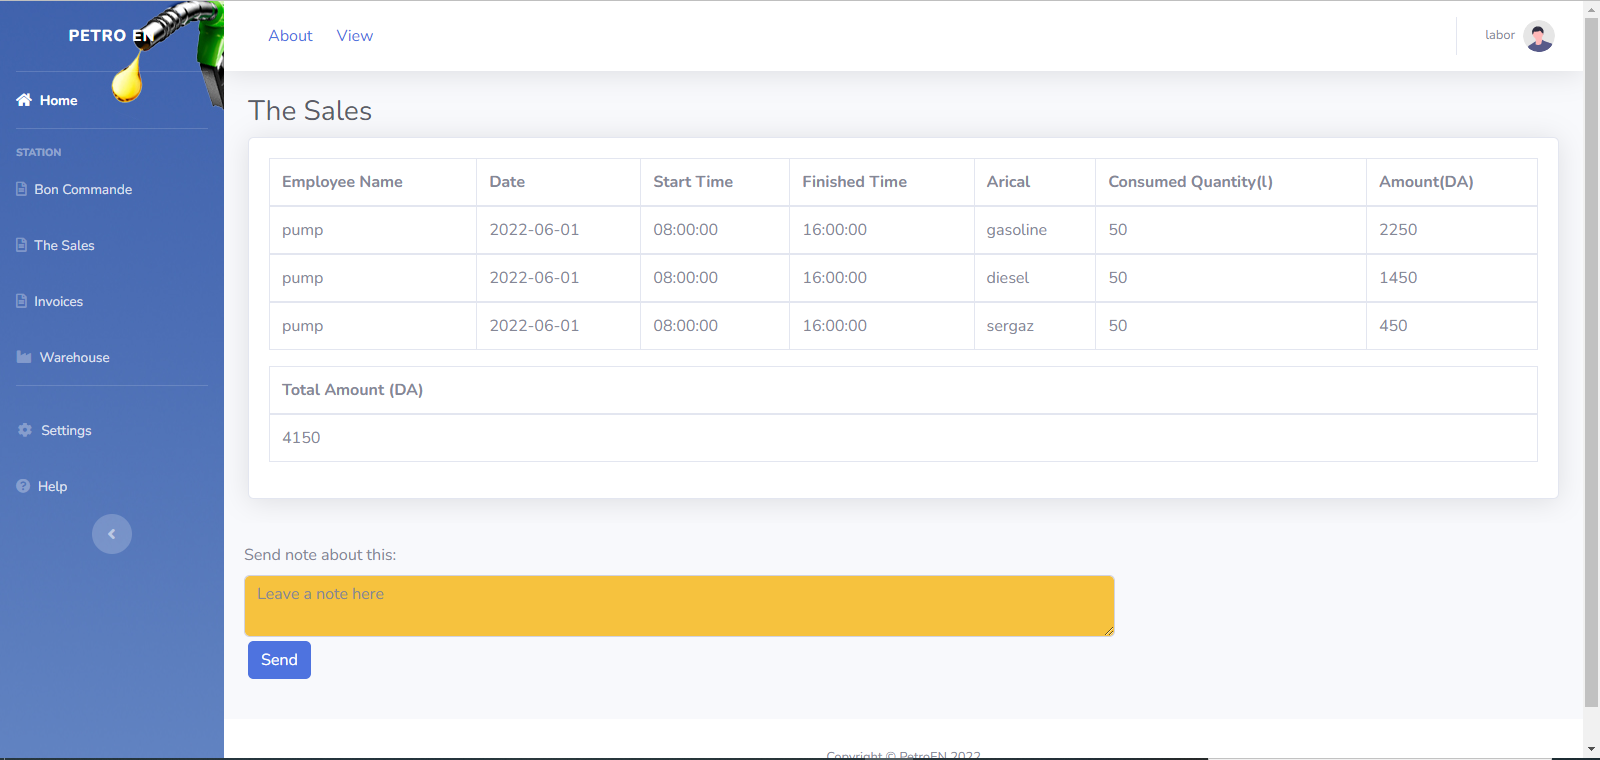 PETRO EN
About View
labor
Home
The Sales
STATION
Bon Commande
The Sales
Invoices
Warehouse
Settings
Help
Employee Name Date Start Time Finished Time Arical Consumed Quantity(l) Amount(DA)
pump 2022-06-01 08:00:00 16:00:00 gasoline 50 2250
pump 2022-06-01 08:00:00 16:00:00 diesel 50 1450
pump 2022-06-01 08:00:00 16:00:00 sergaz 50 450
Total Amount (DA)
4150
Send note about this:
Leave a note here
Send
Copyright © PetroEN 2022